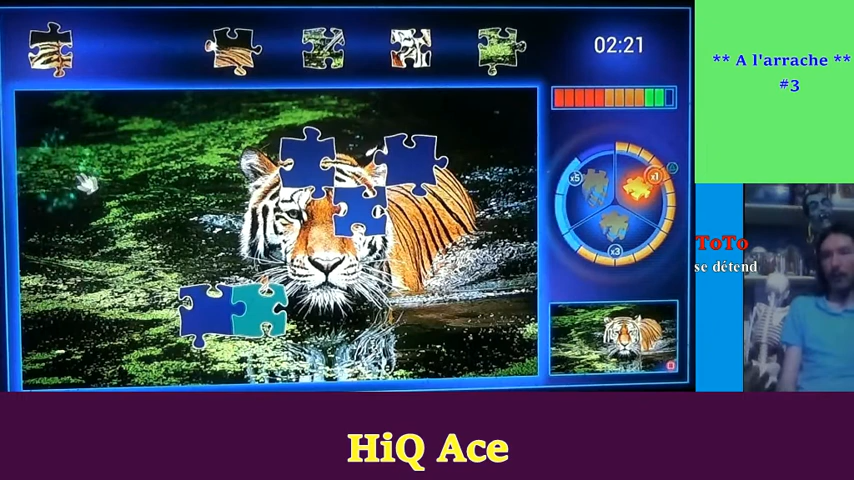 02:21
** A l'arrache **
#3
x5
x1
x3
ToTo
se détend
HiQ Ace